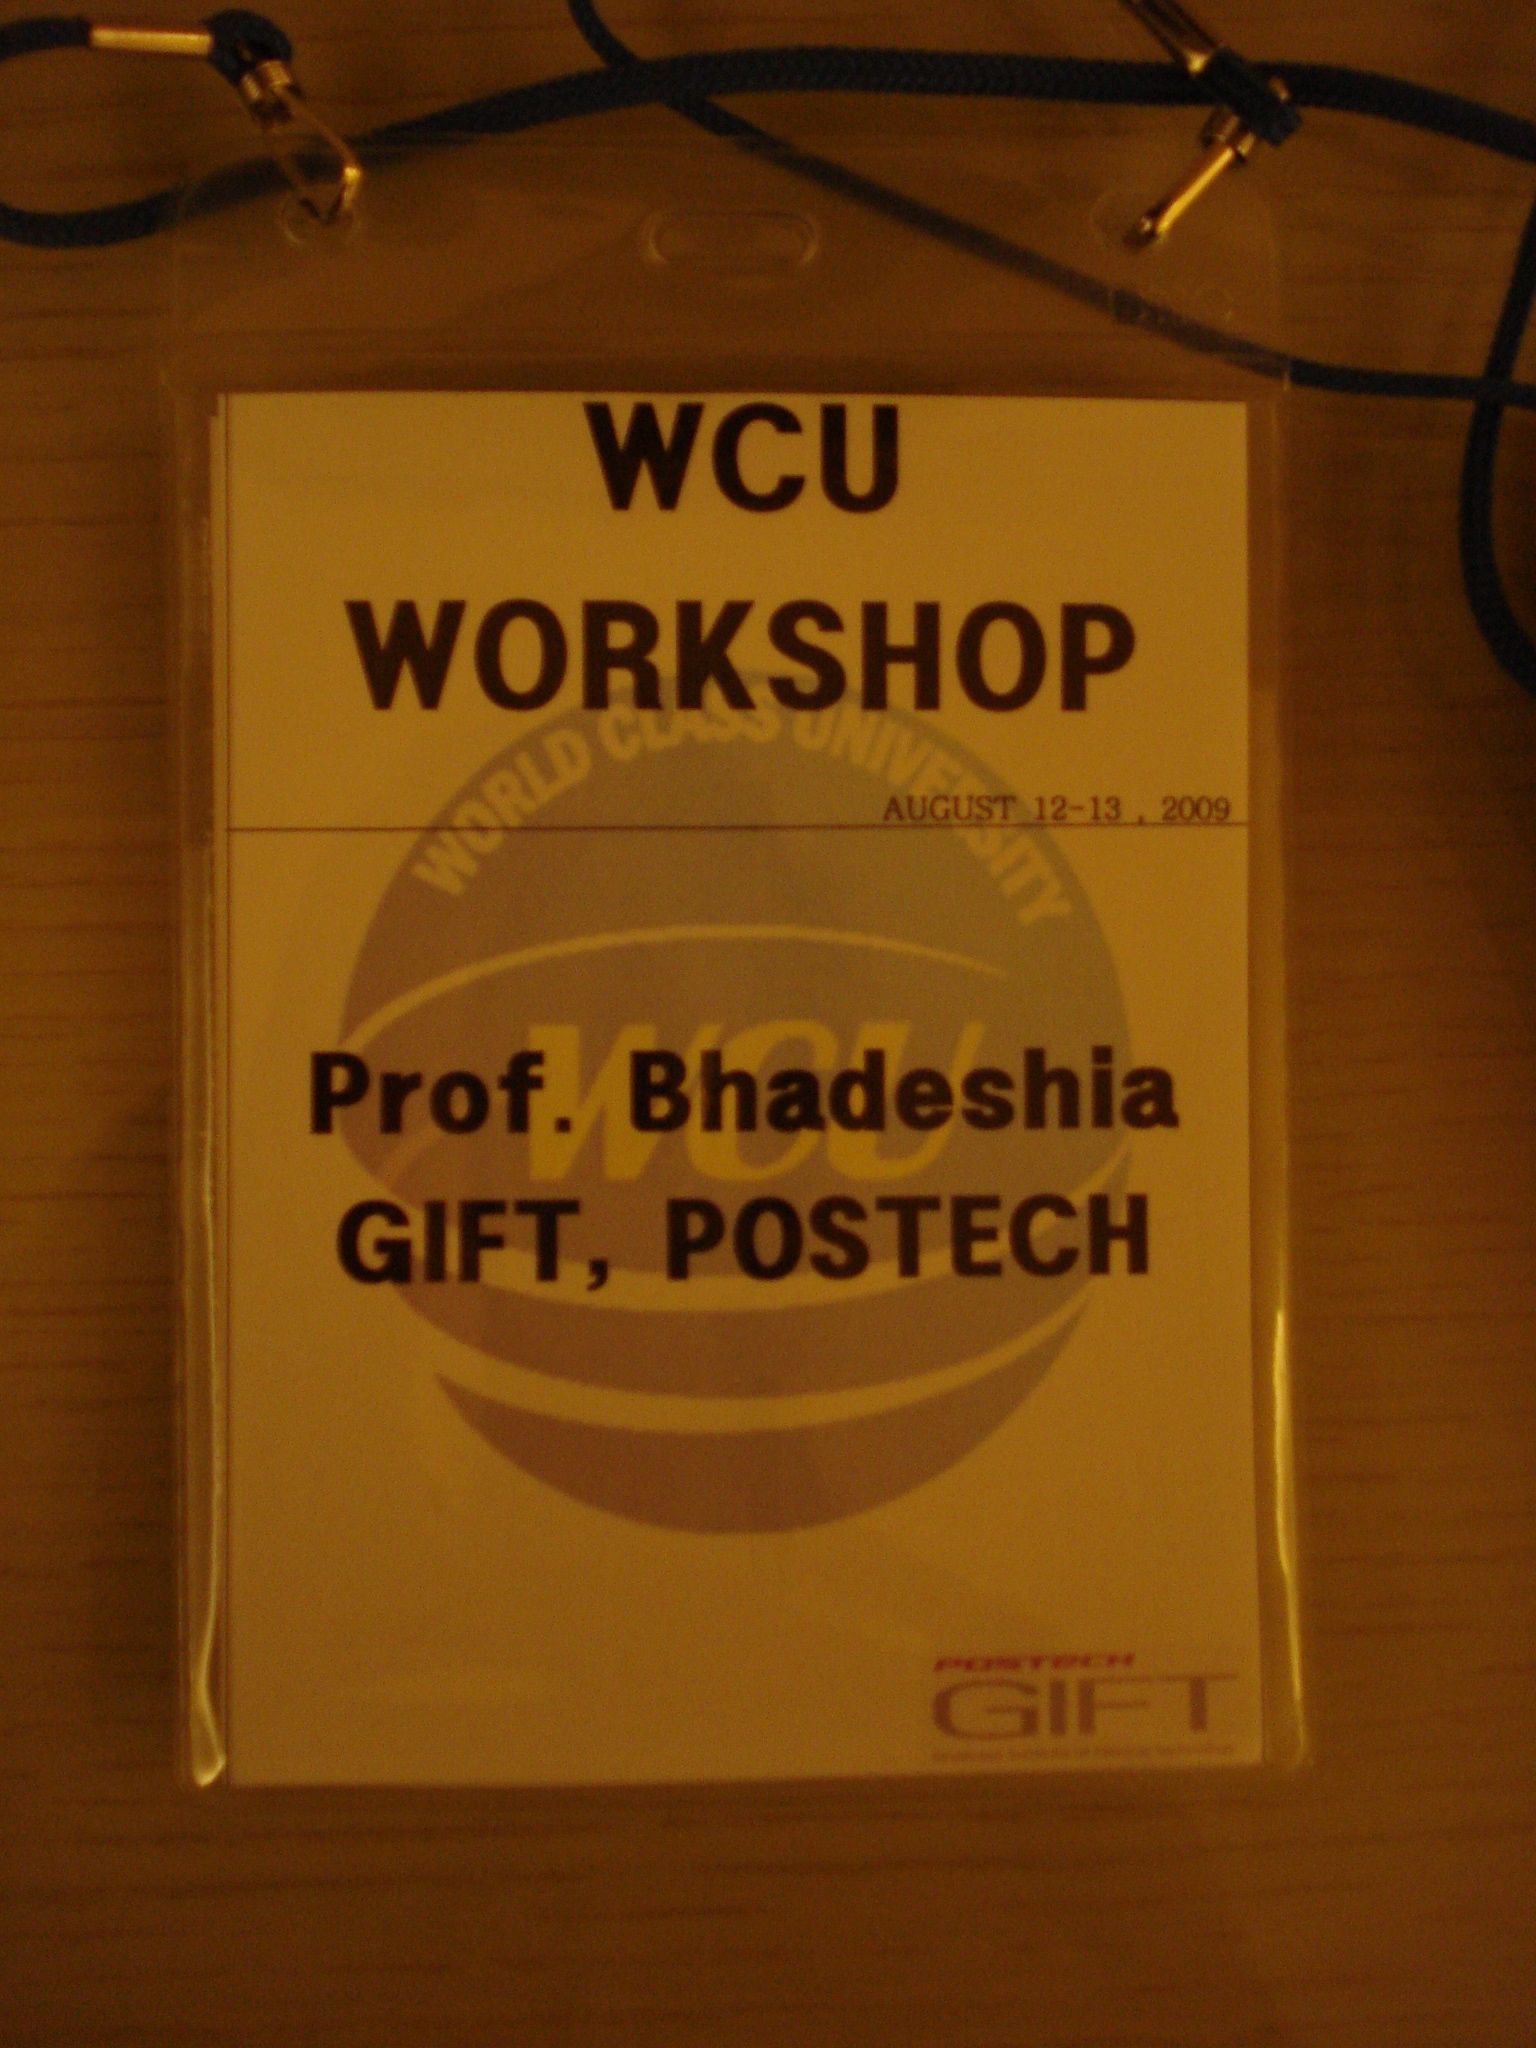 WCU
WORKSHOP
WORLD CLASS UNIVERSITY
AUGUST 12-13 , 2009
WCU
Prof. Bhadeshia
GIFT, POSTECH
POSTECH
GIFT